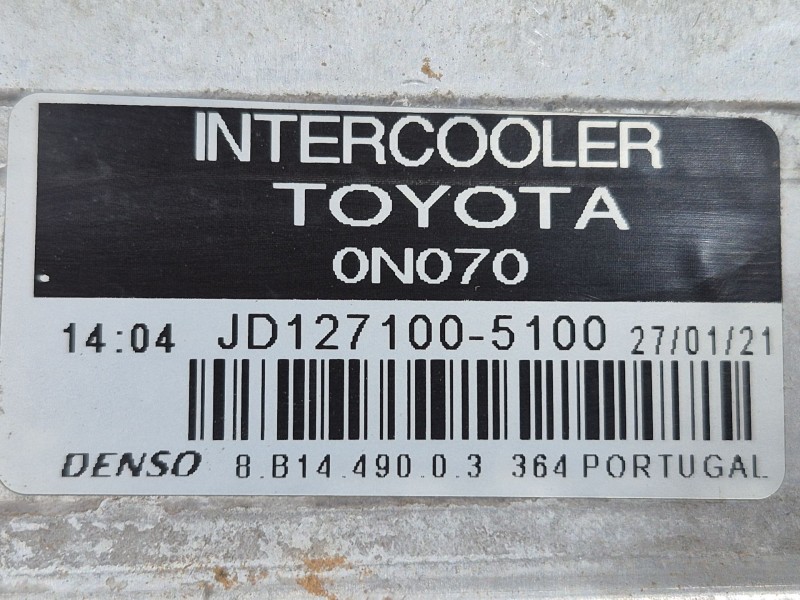 INTERCOOLER
TOYOTA
0N070
14:04 JD127100-5100 27/01/21
DENSO 8.B14.490.0.3 364 PORTUGAL